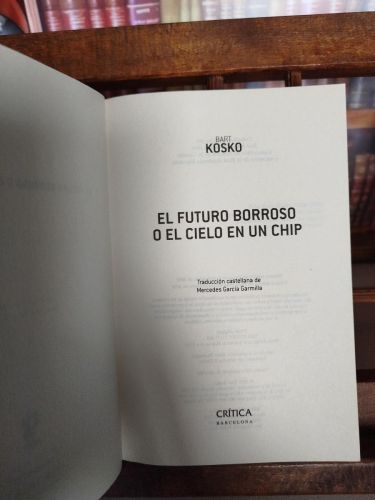 BART
KOSKO
EL FUTURO BORROSO
O EL CIELO EN UN CHIP
Traducción castellana de
Mercedes García Garmilla
CRÍTICA
BARCELONA